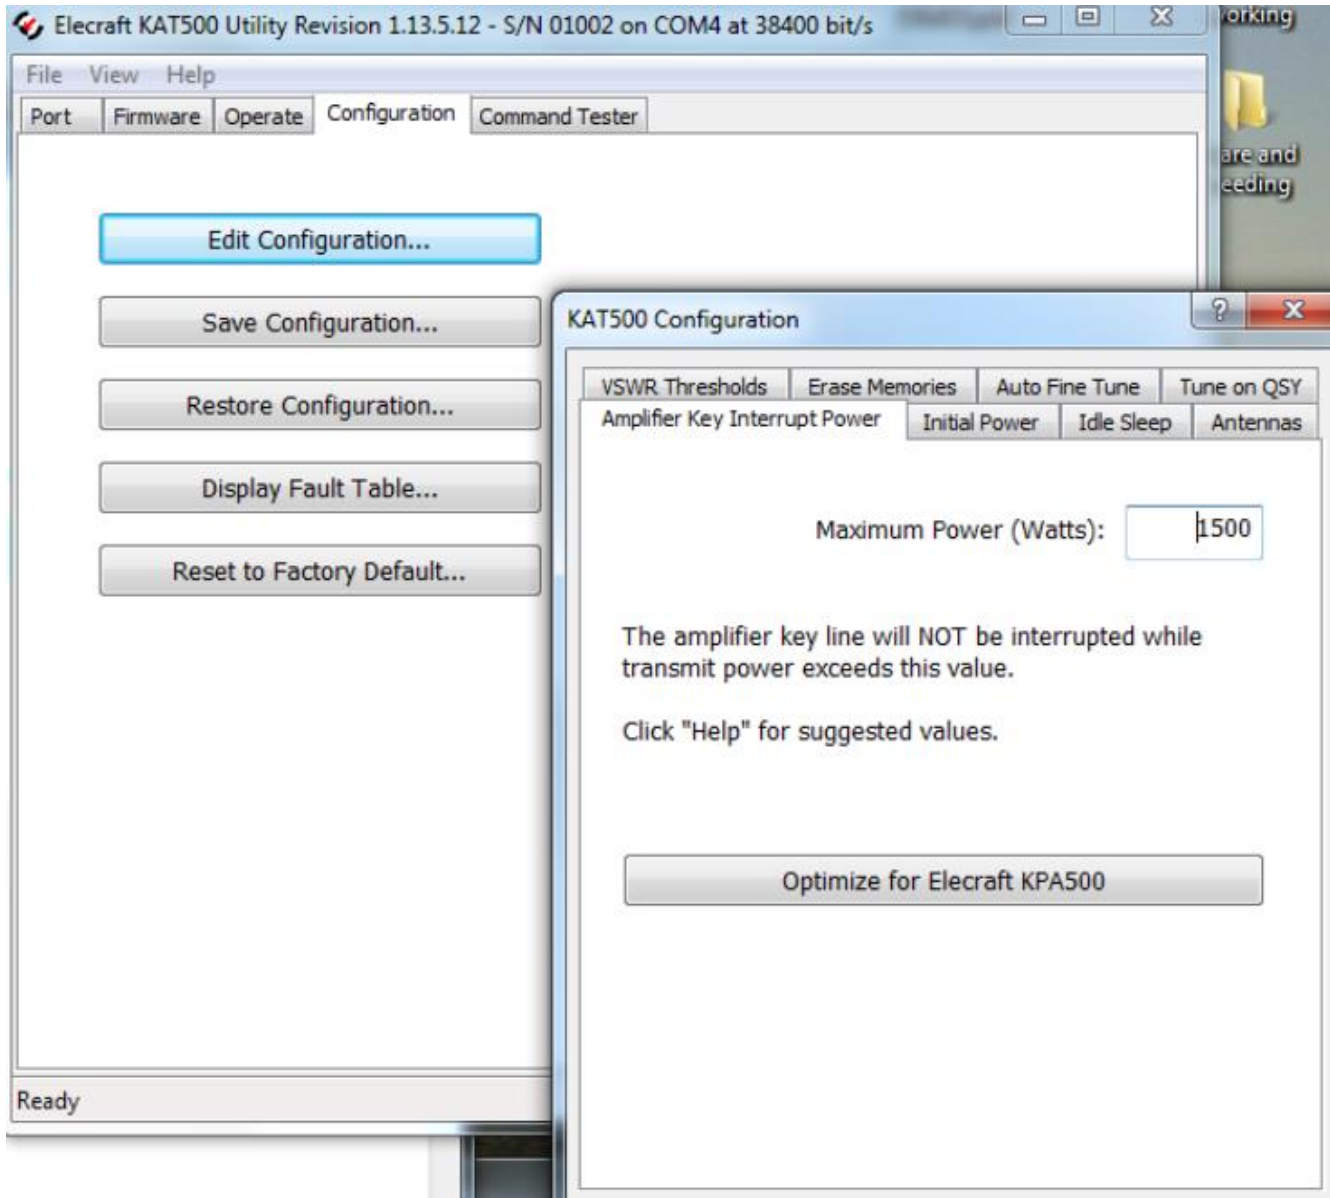 Elecraft KAT500 Utility Revision 1.13.5.12 - S/N 01002 on COM4 at 38400 bit/s
File View Help
Port Firmware Operate Configuration Command Tester
Edit Configuration...
Save Configuration...
Restore Configuration...
Display Fault Table...
Reset to Factory Default...
Ready
KAT500 Configuration
VSWR Thresholds Erase Memories Auto Fine Tune Tune on QSY
Amplifier Key Interrupt Power Initial Power Idle Sleep Antennas
Maximum Power (Watts): 1500
The amplifier key line will NOT be interrupted while
transmit power exceeds this value.
Click "Help" for suggested values.
Optimize for Elecraft KPA500
orking
are and
eeding